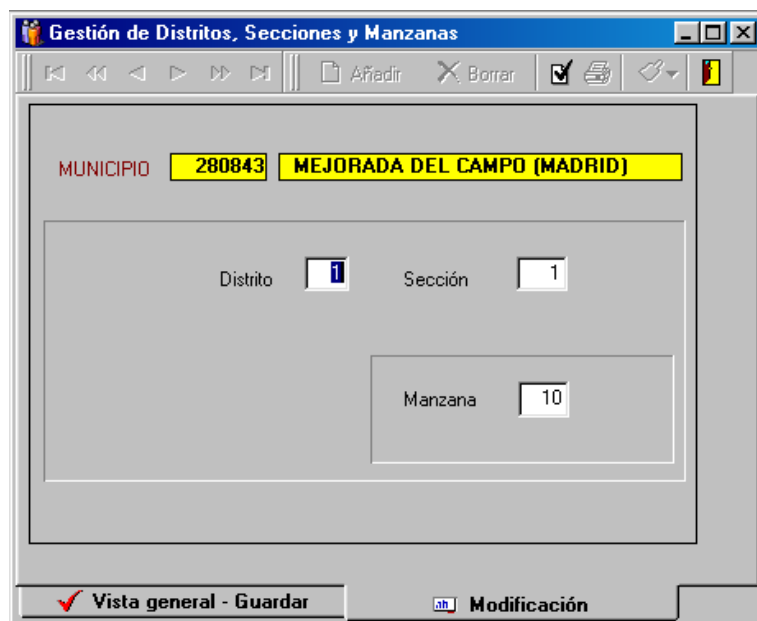 Gestión de Distritos, Secciones y Manzanas
Añadir Borrar
MUNICIPIO 280843 MEJORADA DEL CAMPO (MADRID)
Distrito 1 Sección 1
Manzana 10
Vista general - Guardar ab Modificación